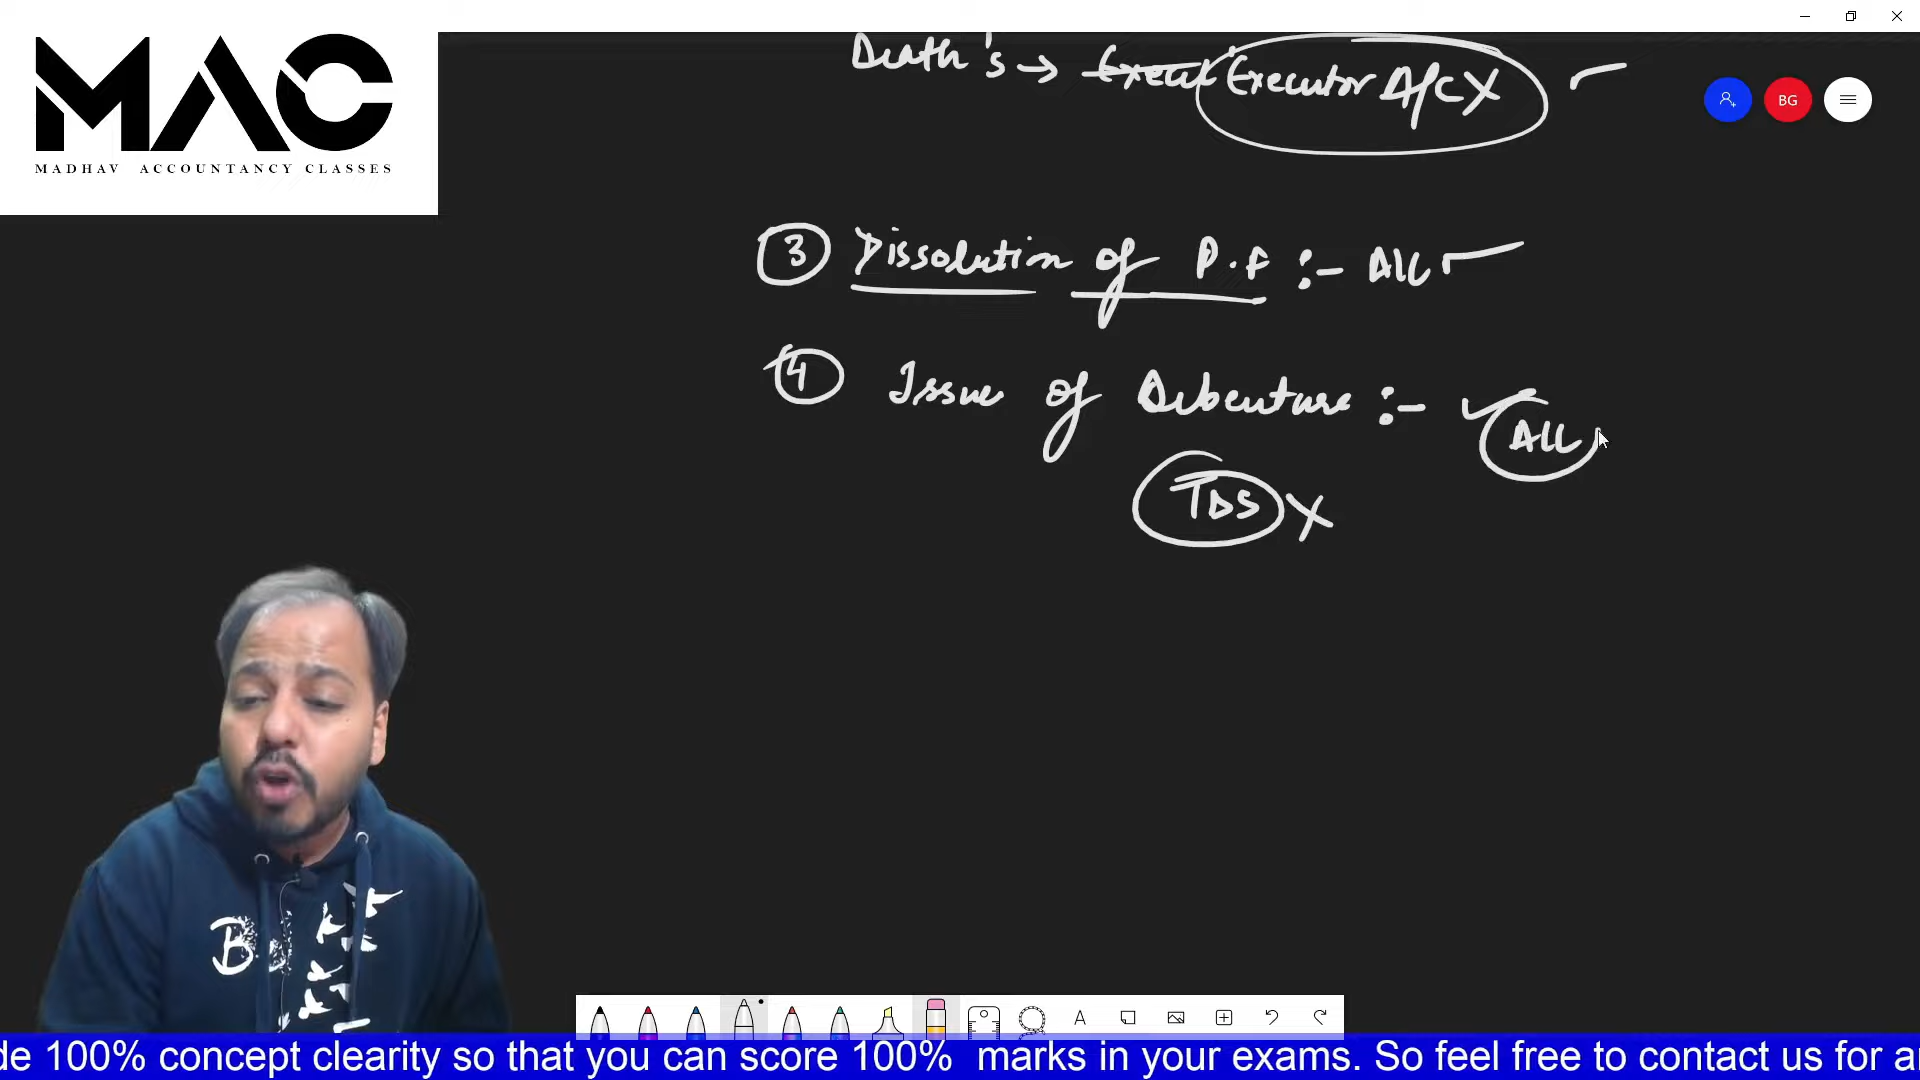 MAC
MADHAV ACCOUNTANCY CLASSES
BG
Death's → Executor A/C X
3 Dissolution of P.F :- All
4 Issue of Debenture :- All
TDS X
A
de 100% concept clearity so that you can score 100% marks in your exams. So feel free to contact us for a